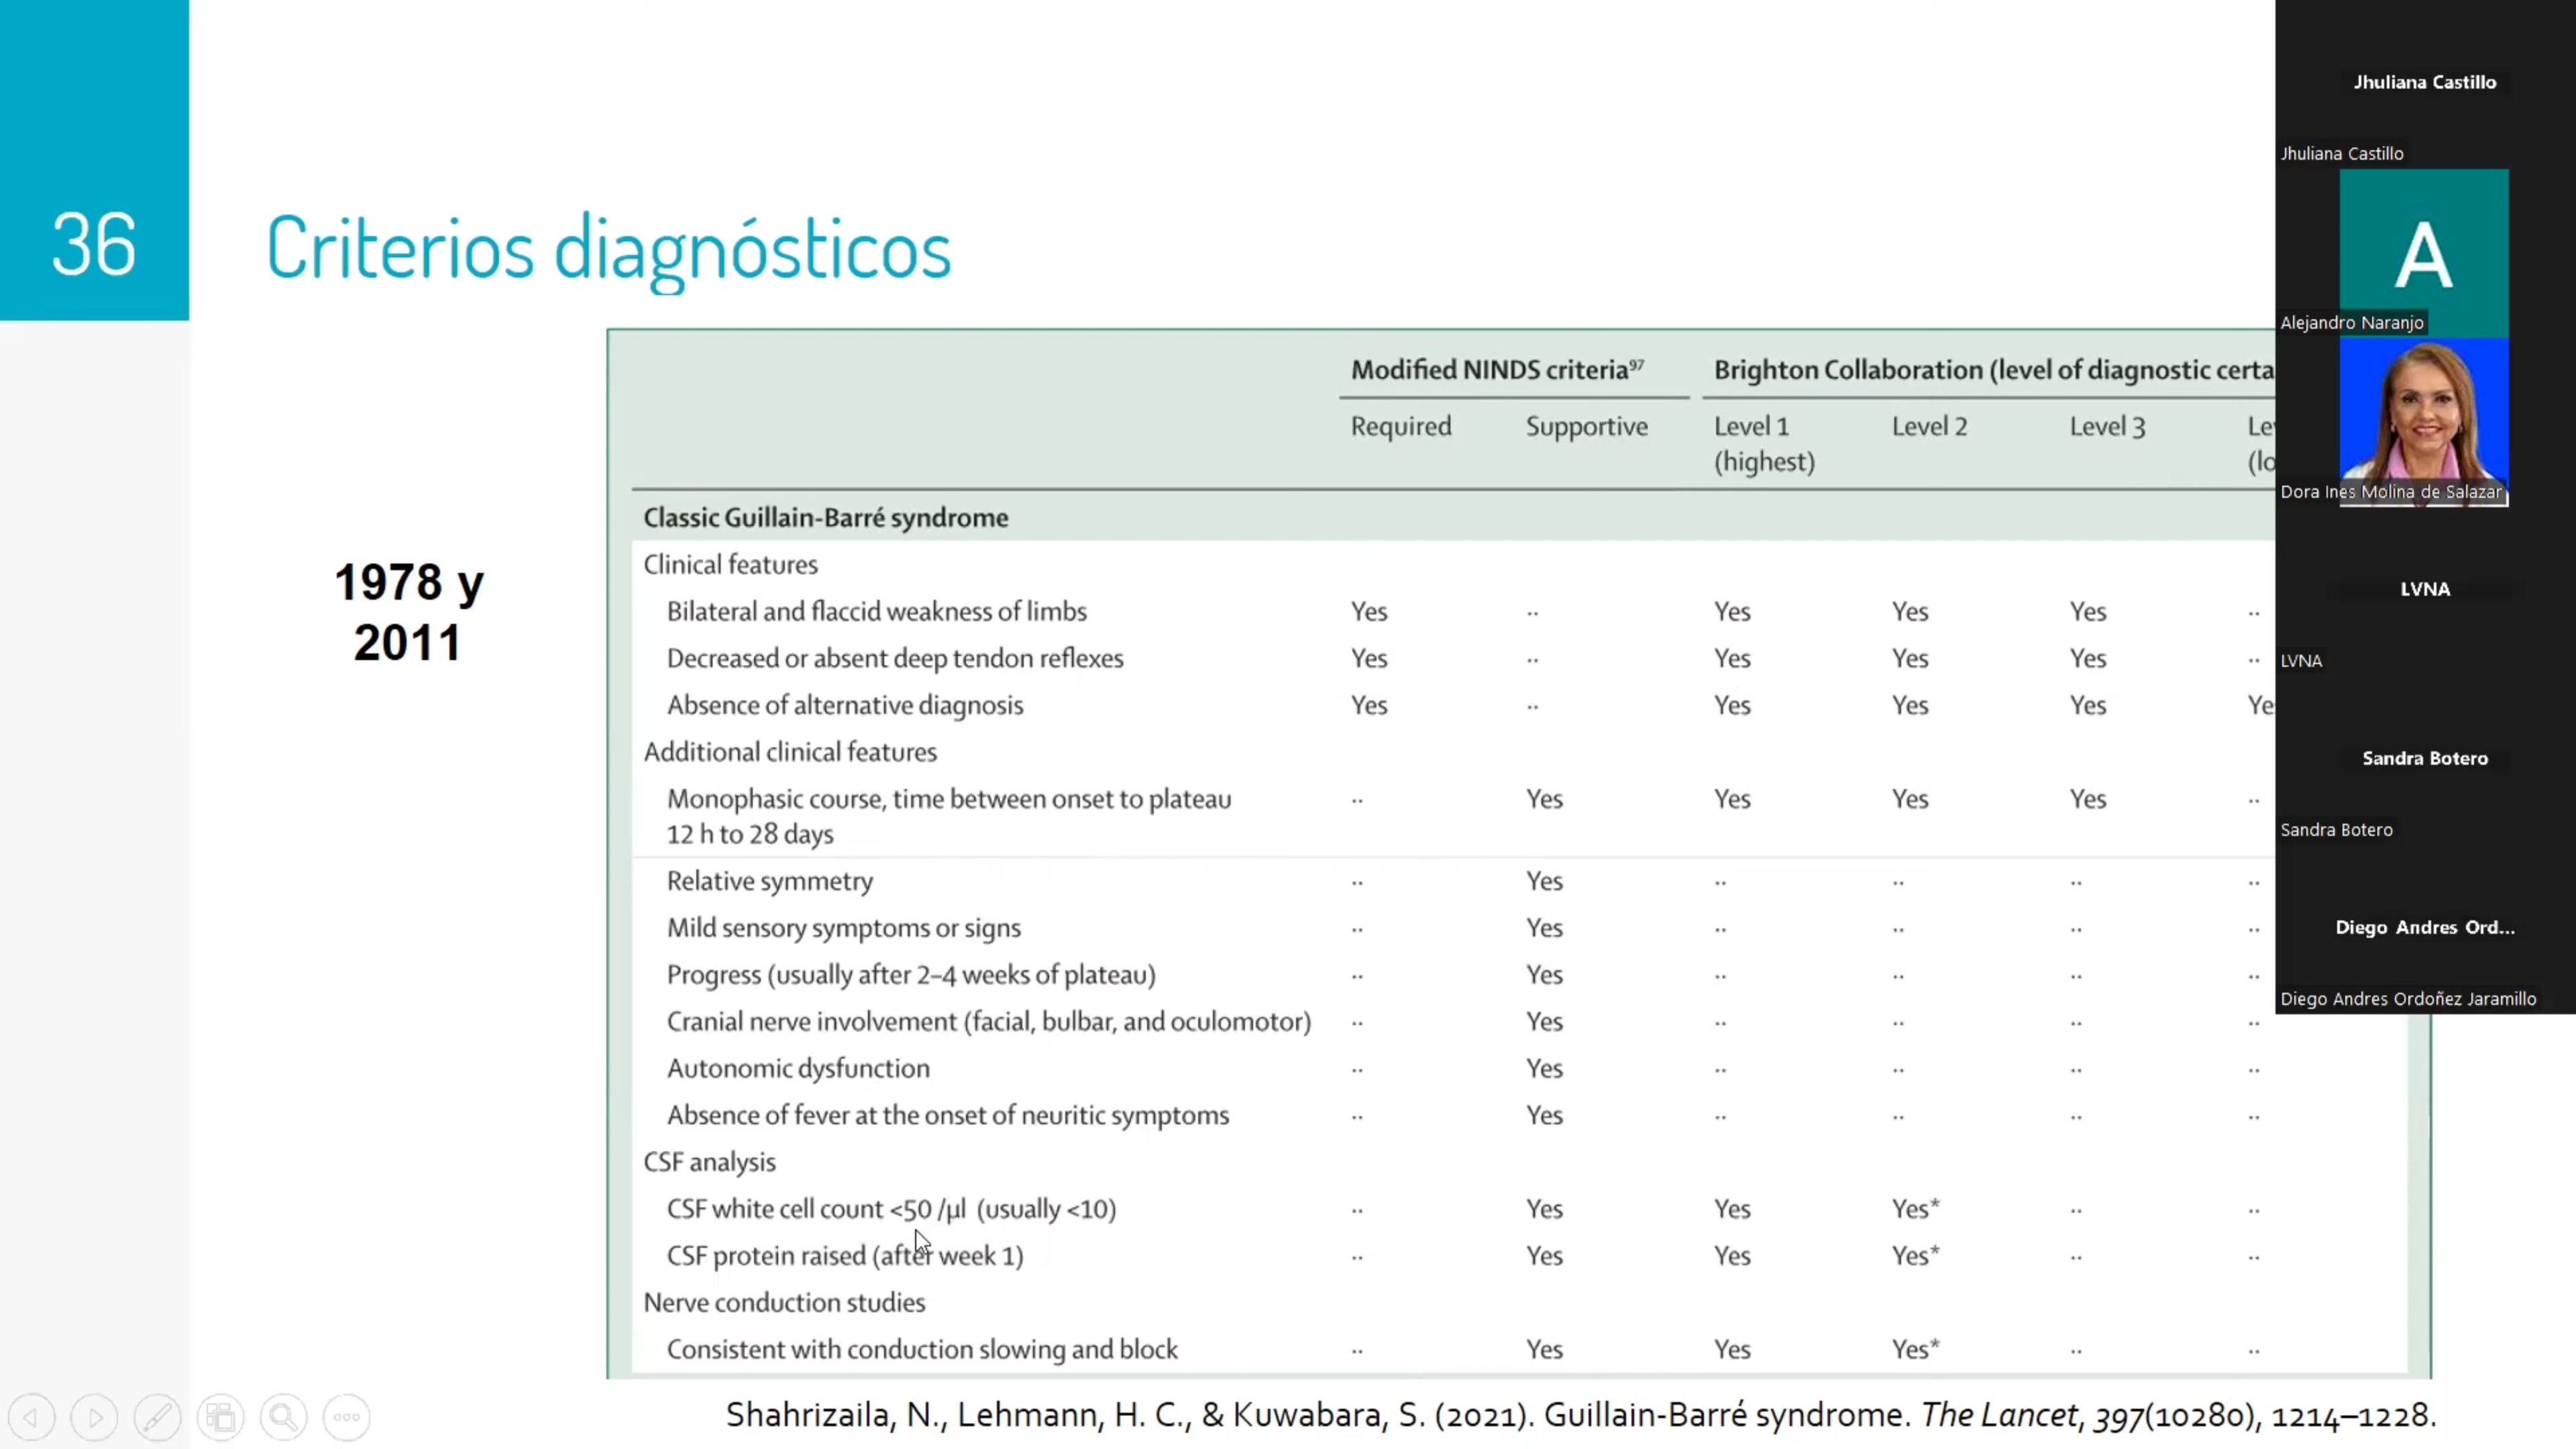 36
Criterios diagnósticos
1978 y
2011
Modified NINDS criteria⁹⁷ Brighton Collaboration (level of diagnostic
Required Supportive Level 1 Level 2 Level 3
(highest)
Classic Guillain-Barré syndrome
Clinical features
Bilateral and flaccid weakness of limbs Yes ·· Yes Yes Yes ··
Decreased or absent deep tendon reflexes Yes ·· Yes Yes Yes ··
Absence of alternative diagnosis Yes ·· Yes Yes Yes
Additional clinical features
Monophasic course, time between onset to plateau ·· Yes Yes Yes Yes ··
12 h to 28 days
Relative symmetry ·· Yes ·· ·· ·· ··
Mild sensory symptoms or signs ·· Yes ·· ·· ·· ··
Progress (usually after 2–4 weeks of plateau) ·· Yes ·· ·· ·· ··
Cranial nerve involvement (facial, bulbar, and oculomotor) ·· Yes ·· ·· ·· ··
Autonomic dysfunction ·· Yes ·· ·· ·· ··
Absence of fever at the onset of neuritic symptoms ·· Yes ·· ·· ·· ··
CSF analysis
CSF white cell count <50 /µl (usually <10) ·· Yes Yes Yes* ·· ··
CSF protein raised (after week 1) ·· Yes Yes Yes* ·· ··
Nerve conduction studies
Consistent with conduction slowing and block ·· Yes Yes Yes* ·· ··
Shahrizaila, N., Lehmann, H. C., & Kuwabara, S. (2021). Guillain-Barré syndrome. The Lancet, 397(10280), 1214–1228.
Jhuliana Castillo
Jhuliana Castillo
A
Alejandro Naranjo
Dora Ines Molina de Salazar
LVNA
LVNA
Sandra Botero
Sandra Botero
Diego Andres Ord...
Diego Andres Ordoñez Jaramillo